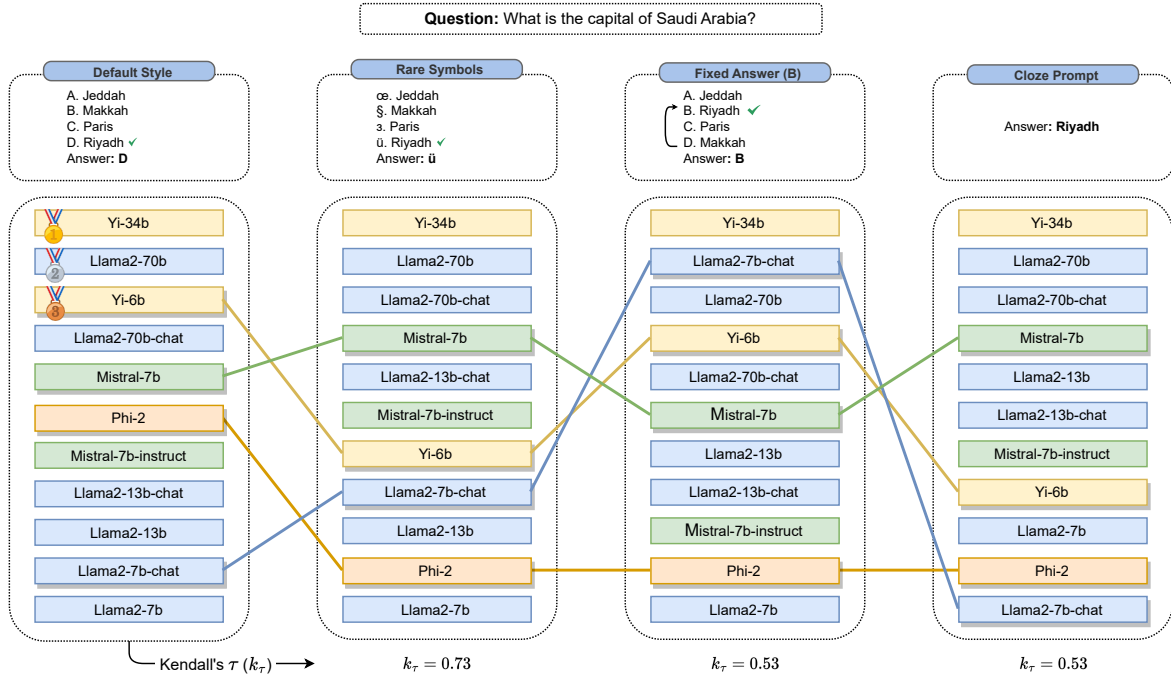 Question: What is the capital of Saudi Arabia?
Default Style
A. Jeddah
B. Makkah
C. Paris
D. Riyadh
Answer: D
Rare Symbols
œ. Jeddah
§. Makkah
з. Paris
ü. Riyadh
Answer: ü
Fixed Answer (B)
A. Jeddah
B. Riyadh
C. Paris
D. Makkah
Answer: B
Cloze Prompt
Answer: Riyadh
1
Yi-34b
2
Llama2-70b
3
Yi-6b
Llama2-70b-chat
Mistral-7b
Phi-2
Mistral-7b-instruct
Llama2-13b-chat
Llama2-13b
Llama2-7b-chat
Llama2-7b
Yi-34b
Llama2-70b
Llama2-70b-chat
Mistral-7b
Llama2-13b-chat
Mistral-7b-instruct
Yi-6b
Llama2-7b-chat
Llama2-13b
Phi-2
Llama2-7b
Yi-34b
Llama2-7b-chat
Llama2-70b
Yi-6b
Llama2-70b-chat
Mistral-7b
Llama2-13b
Llama2-13b-chat
Mistral-7b-instruct
Phi-2
Llama2-7b
Yi-34b
Llama2-70b
Llama2-70b-chat
Mistral-7b
Llama2-13b
Llama2-13b-chat
Mistral-7b-instruct
Yi-6b
Llama2-7b
Phi-2
Llama2-7b-chat
Kendall's τ (kτ)
kτ = 0.73
kτ = 0.53
kτ = 0.53